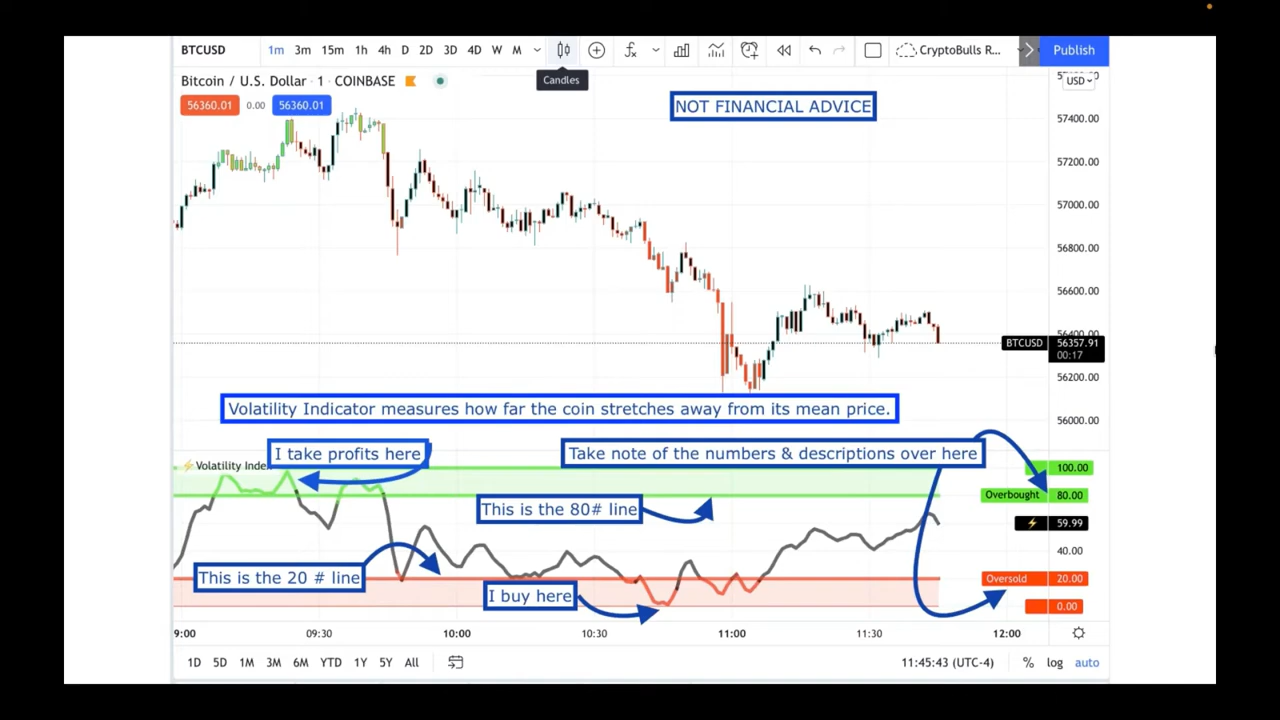 BTCUSD 1m 3m 15m 1h 4h D 2D 3D 4D W M CryptoBulls R... Publish
Candles
Bitcoin / U.S. Dollar · 1 · COINBASE
USD
56360.01 0.00 56360.01
NOT FINANCIAL ADVICE
57400.00
57200.00
57000.00
56800.00
56600.00
56400.00
BTCUSD 56357.91
00:17
56200.00
56000.00
Volatility Indicator measures how far the coin stretches away from its mean price.
I take profits here
Take note of the numbers & descriptions over here
Volatility Index
100.00
Overbought 80.00
This is the 80# line
59.99
40.00
This is the 20 # line
Oversold 20.00
I buy here
0.00
9:00 09:30 10:00 10:30 11:00 11:30 12:00
1D 5D 1M 3M 6M YTD 1Y 5Y All 11:45:43 (UTC-4) % log auto